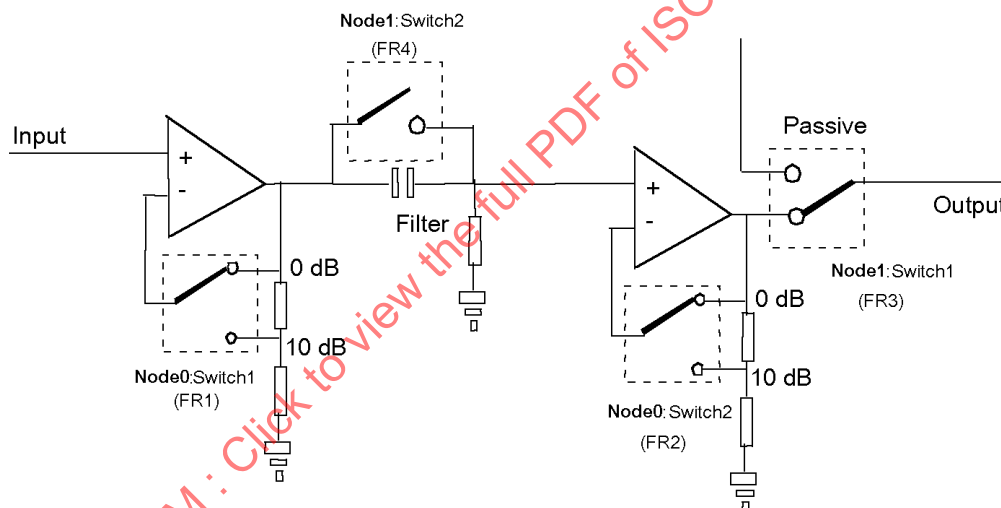 Node1:Switch2
(FR4)
Input
+
-
Filter
0 dB
10 dB
Node0:Switch1
(FR1)
+
-
0 dB
10 dB
Node0:Switch2
(FR2)
Passive
Output
Node1:Switch1
(FR3)
M : Click to view the full PDF of ISO